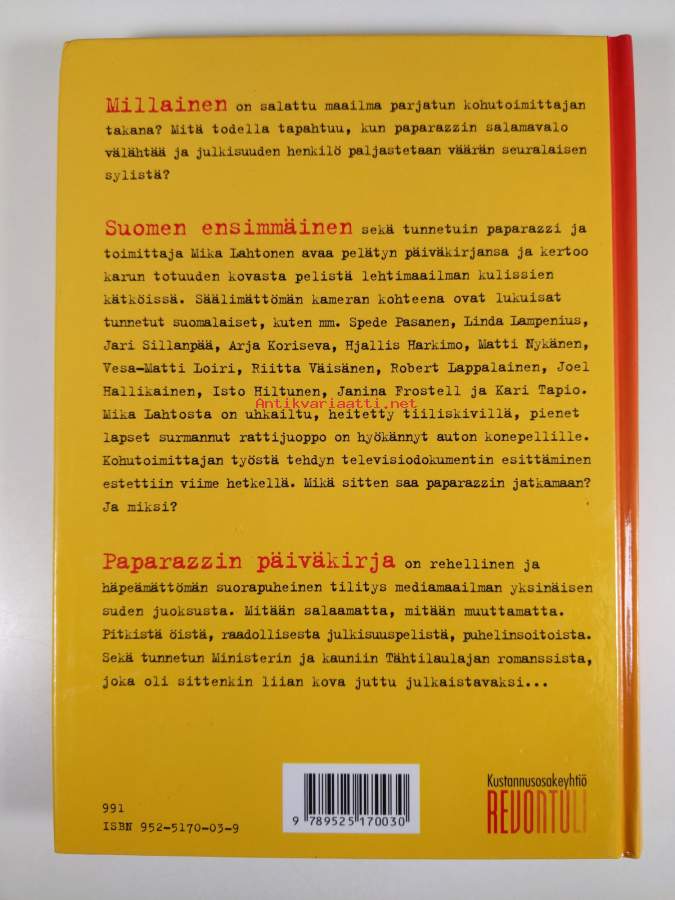 Millainen on salattu maailma parjatun kohutoimittajan
takana? Mitä todella tapahtuu, kun paparazzin salamavalo
välähtää ja julkisuuden henkilö paljastetaan väärän seuralaisen
sylistä?
Suomen ensimmäinen sekä tunnetuin paparazzi ja
toimittaja Mika Lahtonen avaa pelätyn päiväkirjansa ja kertoo
karun totuuden kovasta pelistä lehtimaailman kulissien
kätköissä. Säälimättömän kameran kohteena ovat lukuisat
tunnetut suomalaiset, kuten mm. Spede Pasanen, Linda Lampenius,
Jari Sillanpää, Arja Koriseva, Hjallis Harkimo, Matti Nykänen,
Vesa-Matti Loiri, Riitta Väisänen, Robert Lappalainen, Joel
Hallikainen, Isto Hiltunen, Janina Frostell ja Kari Tapio.
Antikvariaatti.net
Mika Lahtosta on uhkailtu, heitetty tiiliskivillä, pienet
lapset surmannut rattijuoppo on hyökännyt auton konepellille.
Kohutoimittajan työstä tehdyn televisiodokumentin esittäminen
estettiin viime hetkellä. Mikä sitten saa paparazzin jatkamaan?
Ja miksi?
Paparazzin päiväkirja on rehellinen ja
häpeämättömän suorapuheinen tilitys mediamaailman yksinäisen
suden juoksusta. Mitään salaamatta, mitään muuttamatta.
Pitkistä öistä, raadollisesta julkisuuspelistä, puhelinsoitoista.
Sekä tunnetun Ministerin ja kauniin Tähtilaulajan romanssista,
joka oli sittenkin liian kova juttu julkaistavaksi...
991
ISBN 952-5170-03-9
9 789525 170030
Kustannusosakeyhtiö
REVONTULI